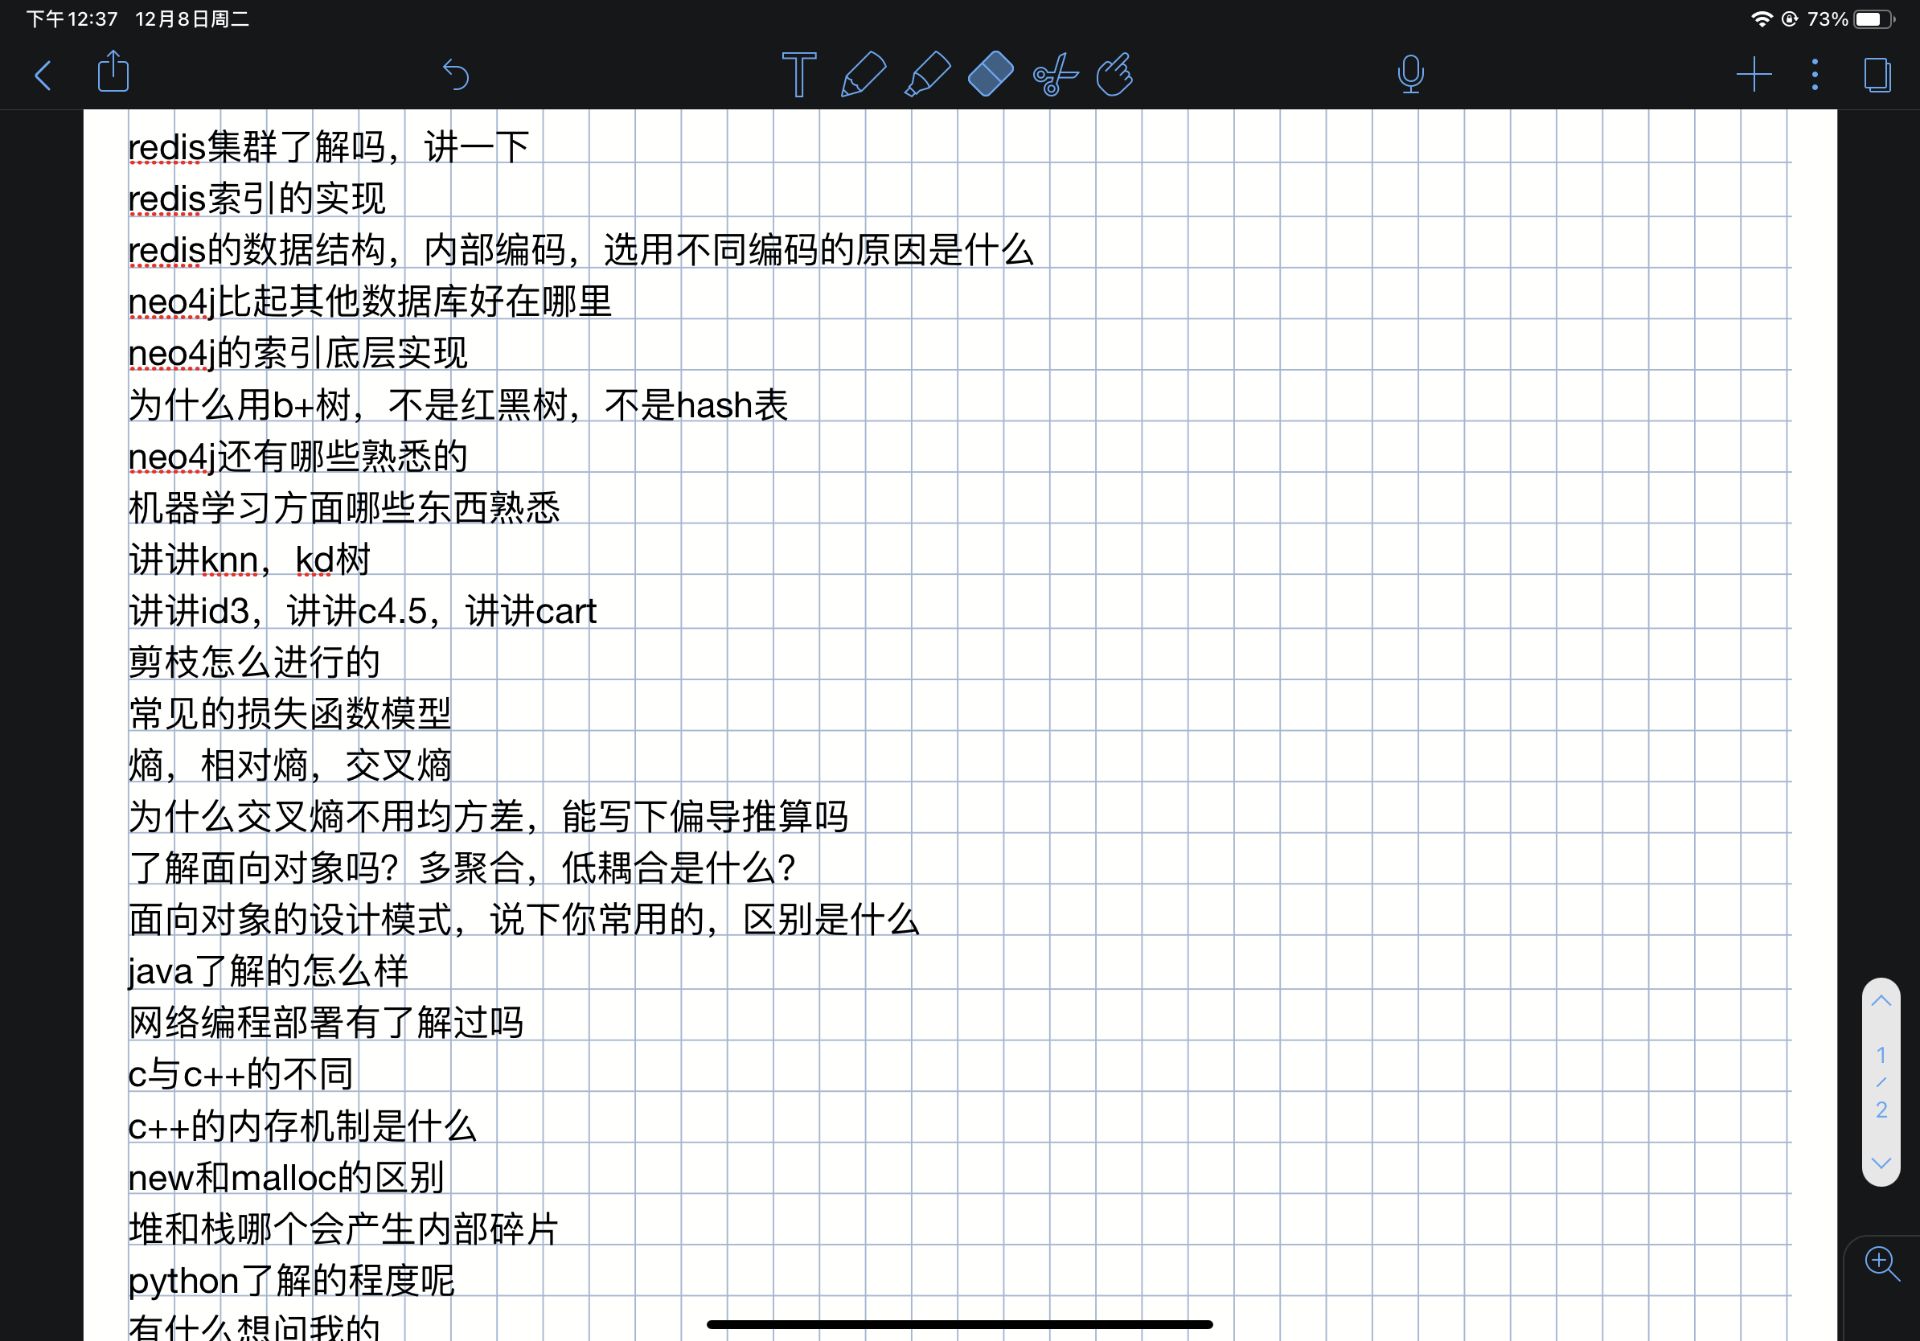 下午12:37 12月8日周二
73%
redis集群了解吗，讲一下
redis索引的实现
redis的数据结构，内部编码，选用不同编码的原因是什么
neo4j比起其他数据库好在哪里
neo4j的索引底层实现
为什么用b+树，不是红黑树，不是hash表
neo4j还有哪些熟悉的
机器学习方面哪些东西熟悉
讲讲knn，kd树
讲讲id3，讲讲c4.5，讲讲cart
剪枝怎么进行的
常见的损失函数模型
熵，相对熵，交叉熵
为什么交叉熵不用均方差，能写下偏导推算吗
了解面向对象吗？多聚合，低耦合是什么？
面向对象的设计模式，说下你常用的，区别是什么
java了解的怎么样
网络编程部署有了解过吗
c与c++的不同
c++的内存机制是什么
new和malloc的区别
堆和栈哪个会产生内部碎片
python了解的程度呢
有什么想问我的
1
/
2